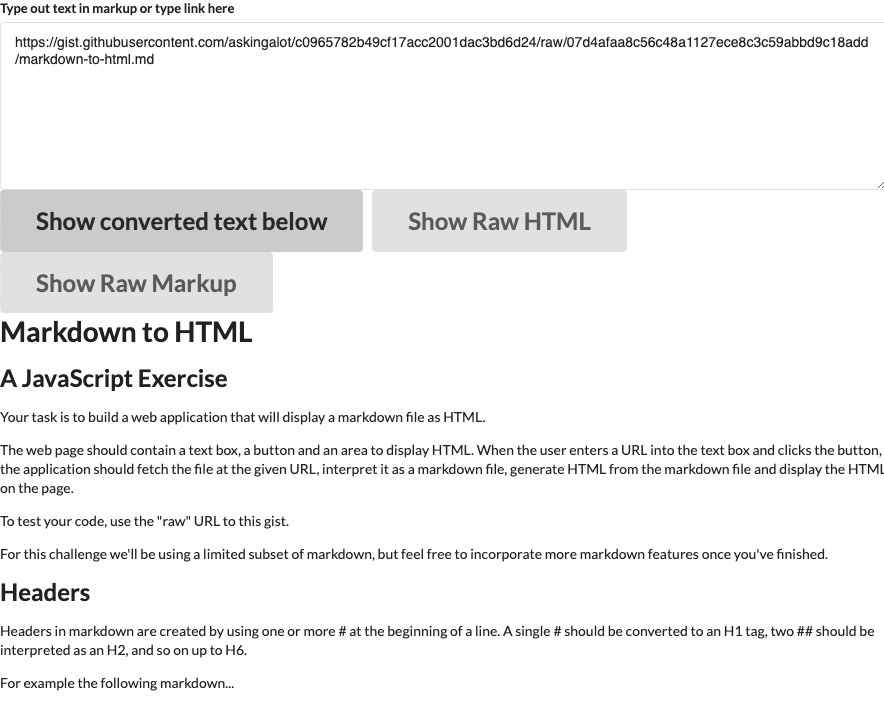 Type out text in markup or type link here
https://gist.githubusercontent.com/askingalot/c0965782b49cf17acc2001dac3bd6d24/raw/07d4afaa8c56c48a1127ece8c3c59abbd9c18add
/markdown-to-html.md
Show converted text below
Show Raw HTML
Show Raw Markup
Markdown to HTML
A JavaScript Exercise
Your task is to build a web application that will display a markdown file as HTML.
The web page should contain a text box, a button and an area to display HTML. When the user enters a URL into the text box and clicks the button,
the application should fetch the file at the given URL, interpret it as a markdown file, generate HTML from the markdown file and display the HTML
on the page.
To test your code, use the "raw" URL to this gist.
For this challenge we'll be using a limited subset of markdown, but feel free to incorporate more markdown features once you've finished.
Headers
Headers in markdown are created by using one or more # at the beginning of a line. A single # should be converted to an H1 tag, two ## should be
interpreted as an H2, and so on up to H6.
For example the following markdown...